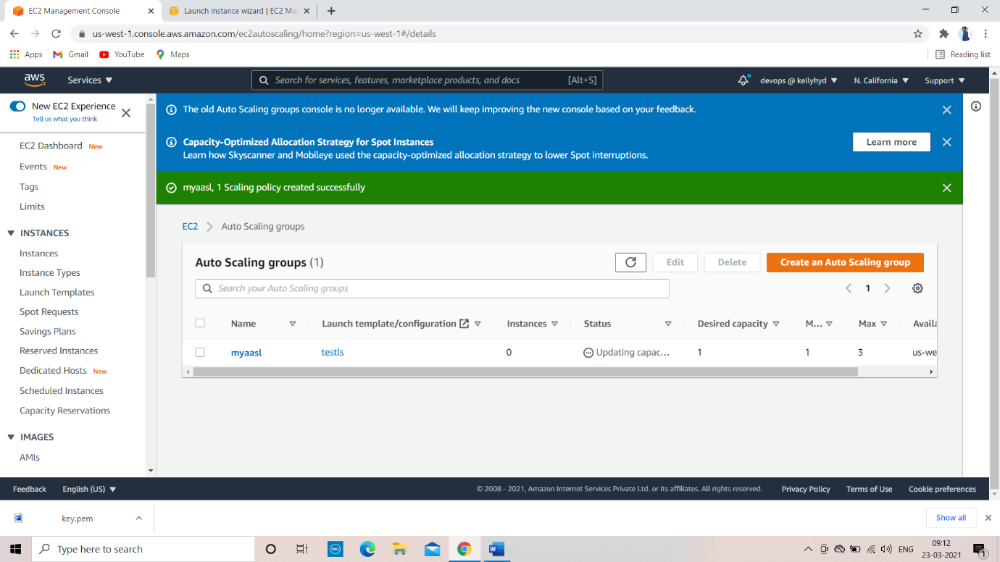 EC2 Management Console
Launch instance wizard | EC2 Ma
us-west-1.console.aws.amazon.com/ec2autoscaling/home?region=us-west-1#/details
Apps Gmail YouTube Maps Reading list
aws Services Search for services, features, marketplace products, and docs [Alt+S] devops @ kellyhyd N. California Support
New EC2 Experience
Tell us what you think
EC2 Dashboard New
Events New
Tags
Limits
INSTANCES
Instances
Instance Types
Launch Templates
Spot Requests
Savings Plans
Reserved Instances
Dedicated Hosts New
Scheduled Instances
Capacity Reservations
IMAGES
AMIs
The old Auto Scaling groups console is no longer available. We will keep improving the new console based on your feedback.
Capacity-Optimized Allocation Strategy for Spot Instances
Learn how Skyscanner and Mobileye used the capacity-optimized allocation strategy to lower Spot interruptions.
Learn more
myaasl, 1 Scaling policy created successfully
EC2 Auto Scaling groups
Auto Scaling groups (1) Edit Delete Create an Auto Scaling group
Search your Auto Scaling groups 1
Name Launch template/configuration Instances Status Desired capacity M... Max Availa
myaasl testls 0 Updating capac... 1 1 3 us-we
Feedback English (US) © 2008 - 2021, Amazon Internet Services Private Ltd. or its affiliates. All rights reserved. Privacy Policy Terms of Use Cookie preferences
key.pem Show all
Type here to search DELL ENG 09:12
23-03-2021 1